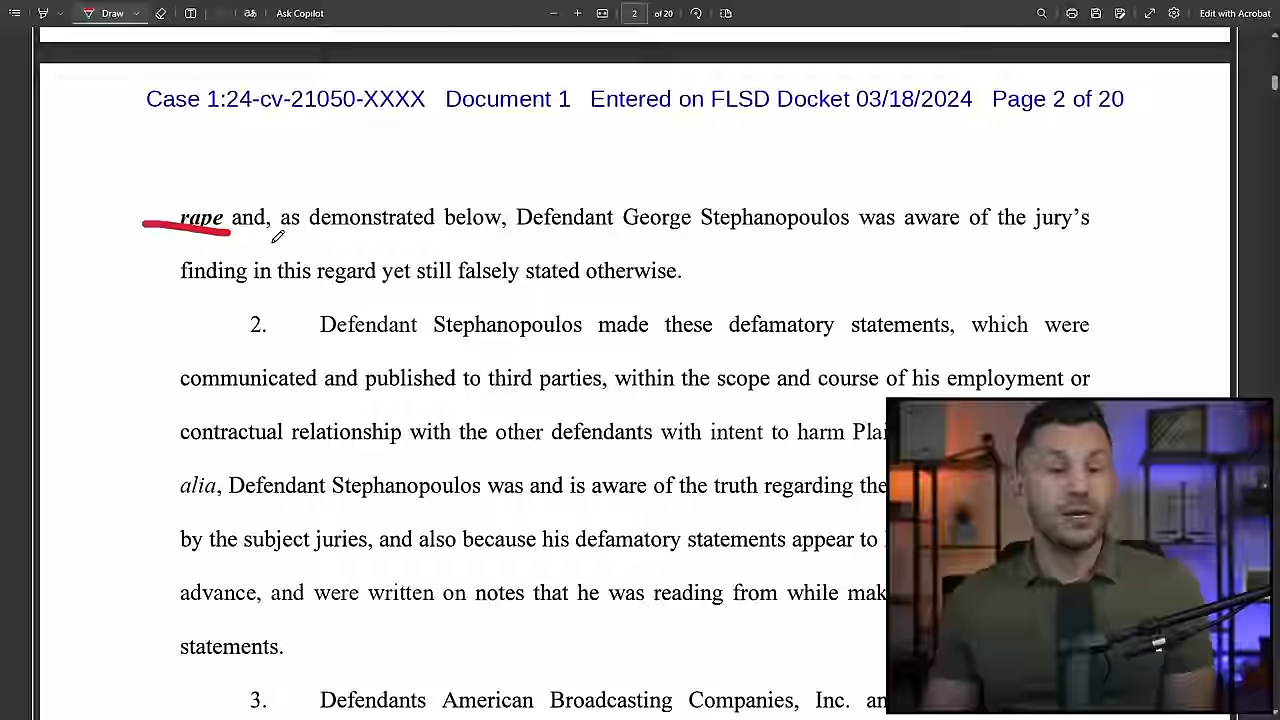 Draw
Ask Copilot
2 of 20
Edit with Acrobat
Case 1:24-cv-21050-XXXX Document 1 Entered on FLSD Docket 03/18/2024 Page 2 of 20
rape and, as demonstrated below, Defendant George Stephanopoulos was aware of the jury’s
finding in this regard yet still falsely stated otherwise.
2. Defendant Stephanopoulos made these defamatory statements, which were
communicated and published to third parties, within the scope and course of his employment or
contractual relationship with the other defendants with intent to harm
alia, Defendant Stephanopoulos was and is aware of the truth regarding the
by the subject juries, and also because his defamatory statements appear to
advance, and were written on notes that he was reading from while
statements.
3. Defendants American Broadcasting Companies, Inc.